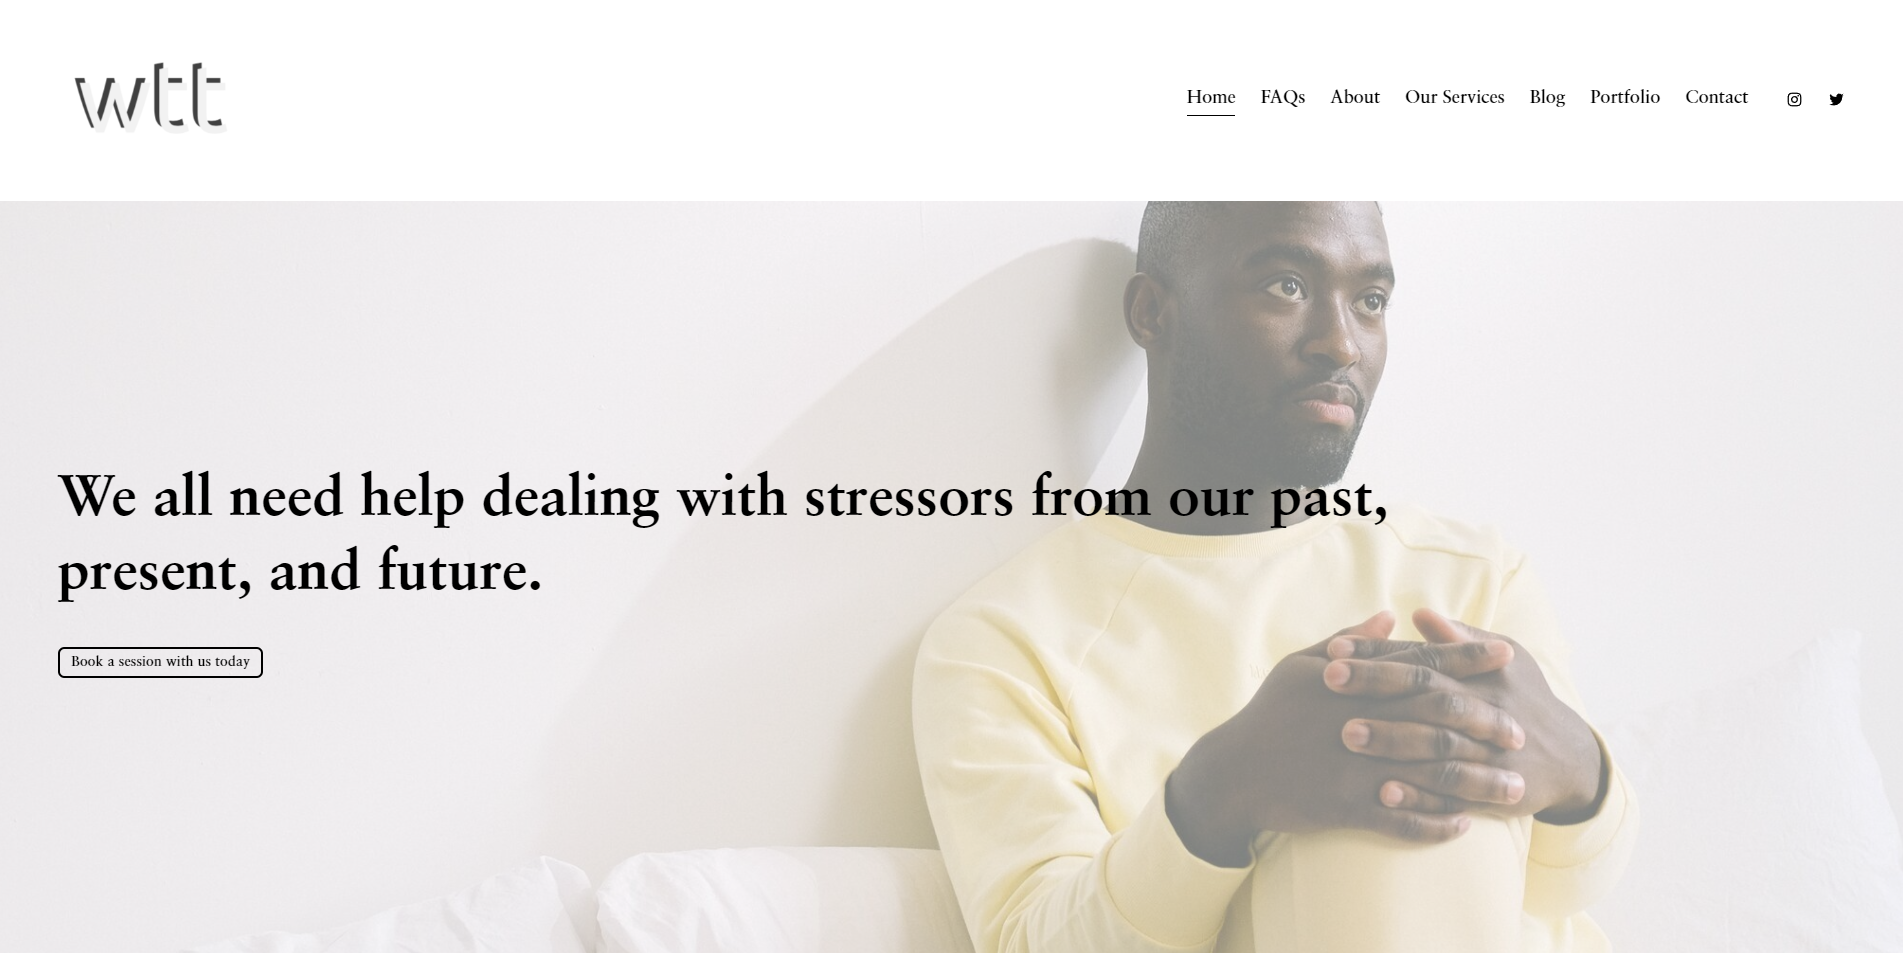 wtt
Home FAQs About Our Services Blog Portfolio Contact
We all need help dealing with stressors from our past,
present, and future.
Book a session with us today